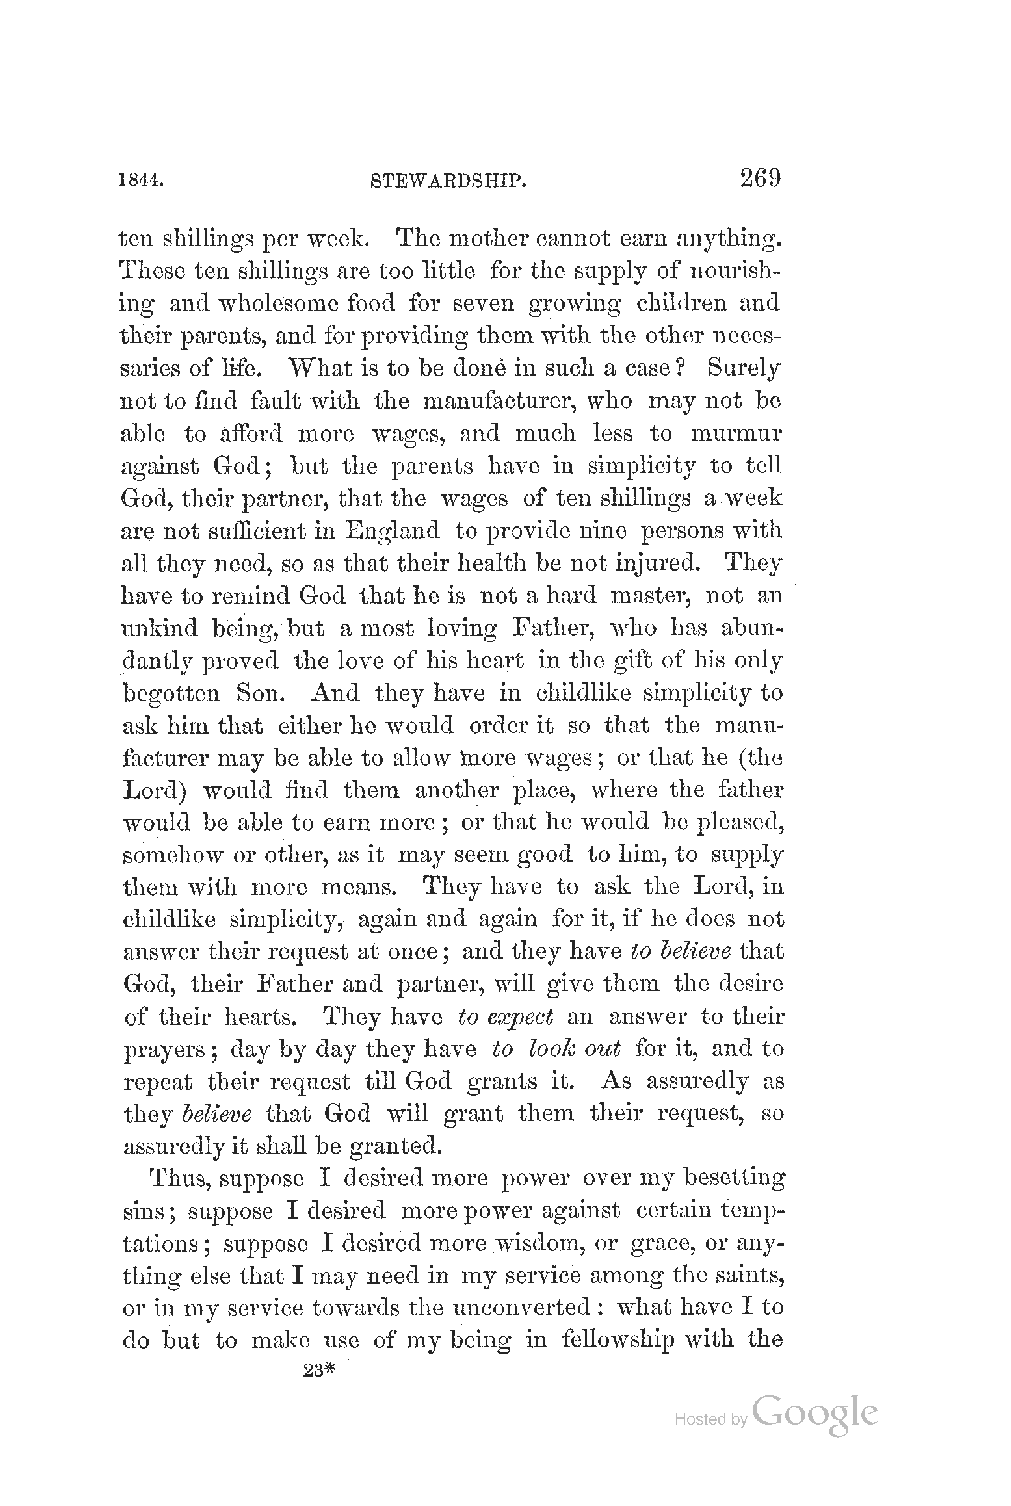 1844. STEWARDSHIP. 269
ten shillings per week. The mother cannot earn anything.
These ten shillings are too little for the supply of nourish-
ing and wholesome food for seven growing children and
their parents, and for providing them with the other neces-
saries of life. What is to be done in such a case? Surely
not to find fault with the manufacturer, who may not be
able to afford more wages, and much less to murmur
against God; but the parents have in simplicity to tell
God, their partner, that the wages of ten shillings a week
are not sufficient in England to provide nine persons with
all they need, so as that their health be not injured. They
have to remind God that he is not a hard master, not an
unkind being, but a most loving Father, who has abun-
dantly proved the love of his heart in the gift of his only
begotten Son. And they have in childlike simplicity to
ask him that either he would order it so that the manu-
facturer may be able to allow more wages; or that he (the
Lord) would find them another place, where the father
would be able to earn more; or that he would be pleased,
somehow or other, as it may seem good to him, to supply
them with more means. They have to ask the Lord, in
childlike simplicity, again and again for it, if he does not
answer their request at once; and they have to believe that
God, their Father and partner, will give them the desire
of their hearts. They have to expect an answer to their
prayers; day by day they have to look out for it, and to
repeat their request till God grants it. As assuredly as
they believe that God will grant them their request, so
assuredly it shall be granted.
Thus, suppose I desired more power over my besetting
sins; suppose I desired more power against certain temp-
tations; suppose I desired more wisdom, or grace, or any-
thing else that I may need in my service among the saints,
or in my service towards the unconverted: what have I to
do but to make use of my being in fellowship with the
23*
Hosted by Google